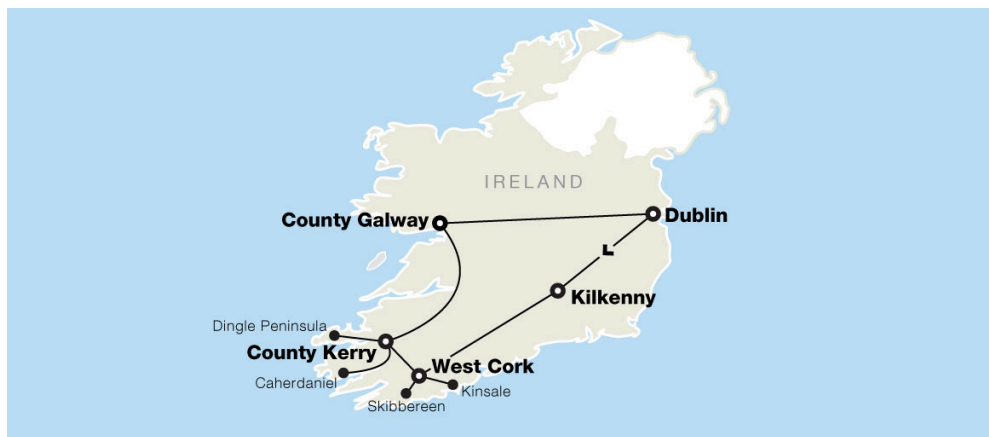 IRELAND
County Galway
Dublin
Kilkenny
Dingle Peninsula
County Kerry
West Cork
Caherdaniel
Kinsale
Skibbereen